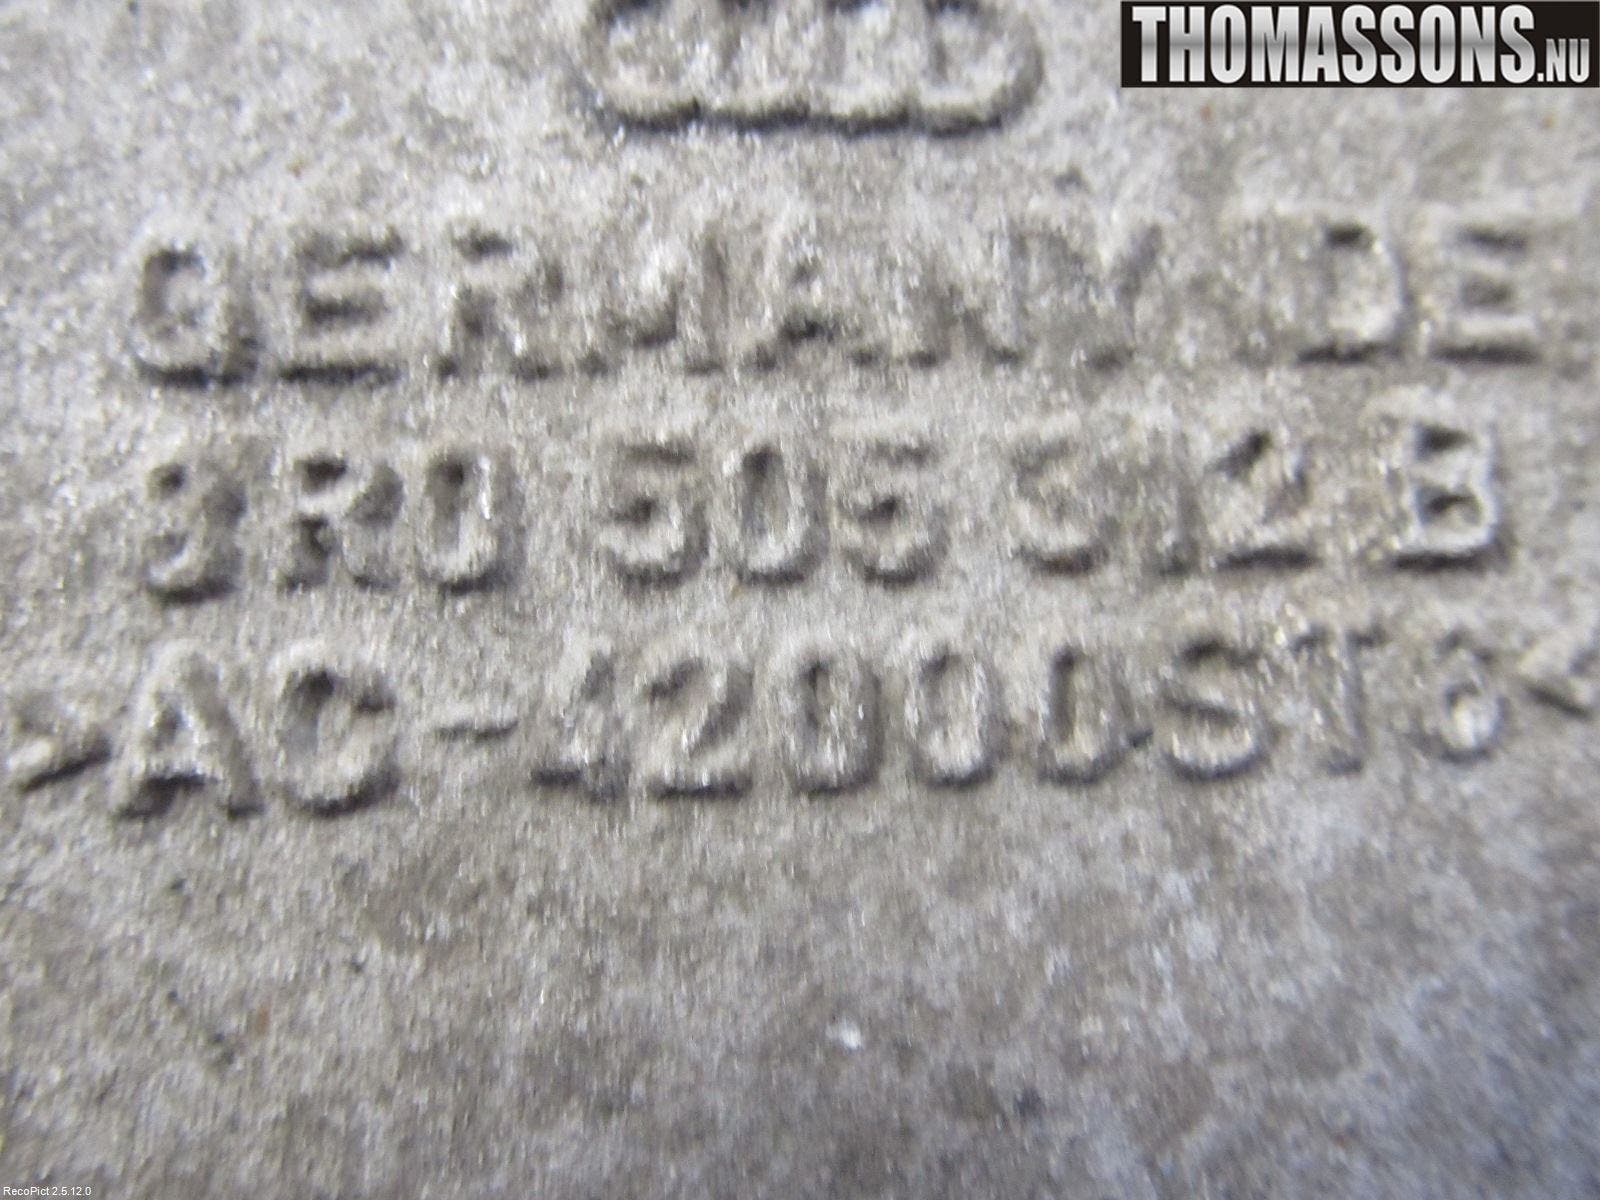 THOMASSONS.NU
GERMANY DE
8R0 505 312 B
>AC-42000ST6<
RecoPict 2.5.12.0